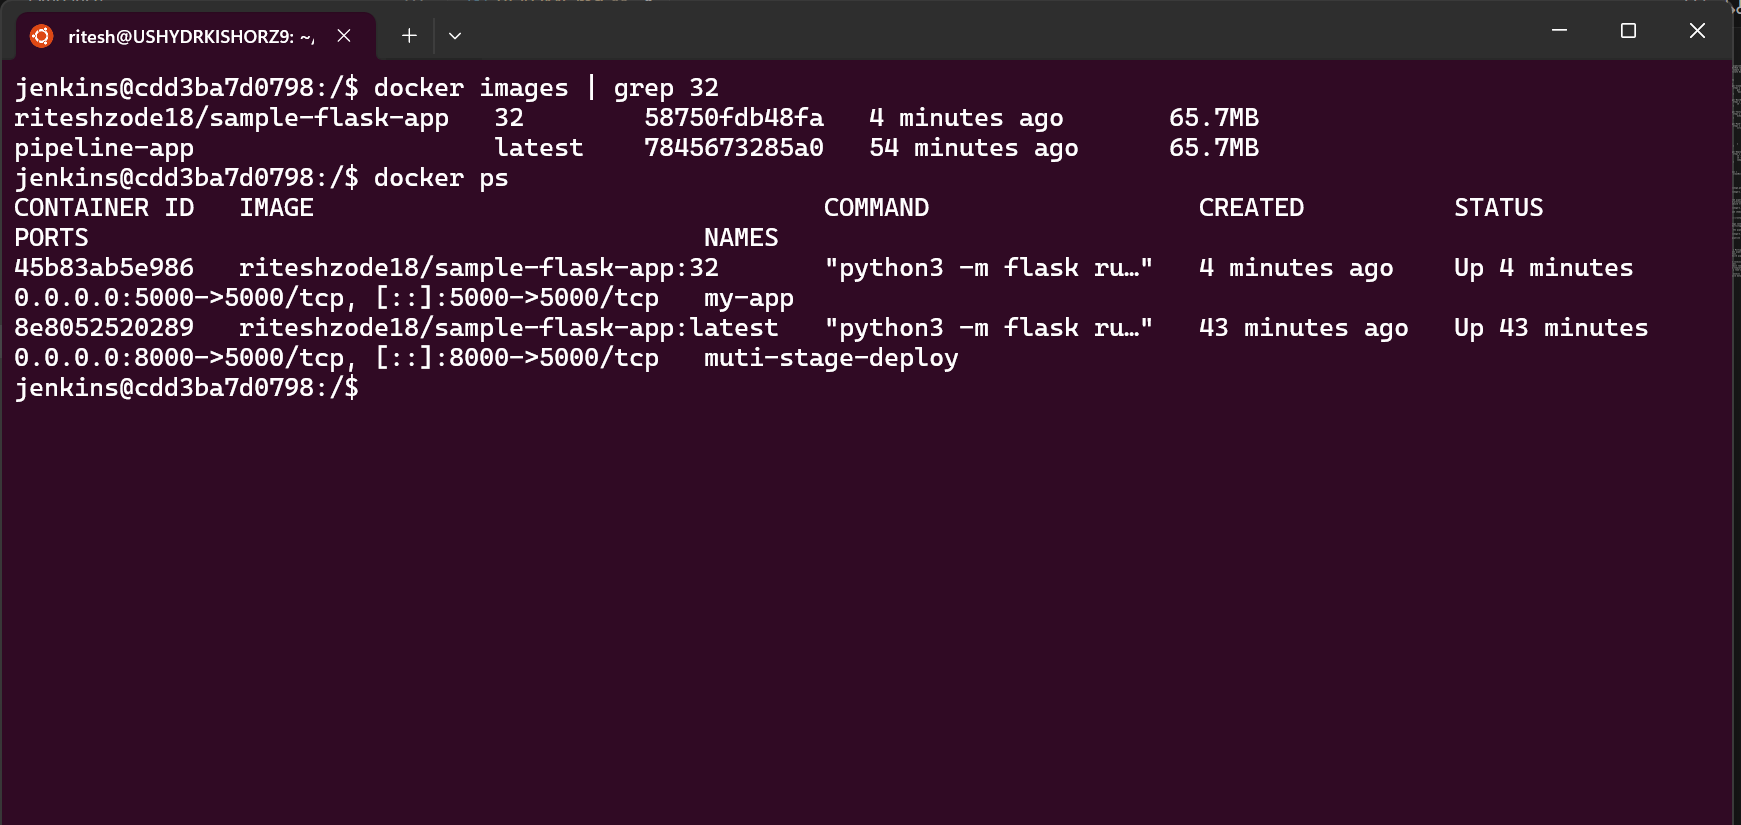 ritesh@USHYDRKISHORZ9: ~/
jenkins@cdd3ba7d0798:/$ docker images | grep 32
riteshzode18/sample-flask-app   32        58750fdb48fa   4 minutes ago       65.7MB
pipeline-app                    latest    7845673285a0   54 minutes ago      65.7MB
jenkins@cdd3ba7d0798:/$ docker ps
CONTAINER ID   IMAGE                                  COMMAND                  CREATED          STATUS
PORTS                                         NAMES
45b83ab5e986   riteshzode18/sample-flask-app:32       "python3 -m flask ru…"   4 minutes ago    Up 4 minutes
0.0.0.0:5000->5000/tcp, [::]:5000->5000/tcp   my-app
8e8052520289   riteshzode18/sample-flask-app:latest   "python3 -m flask ru…"   43 minutes ago   Up 43 minutes
0.0.0.0:8000->5000/tcp, [::]:8000->5000/tcp   muti-stage-deploy
jenkins@cdd3ba7d0798:/$